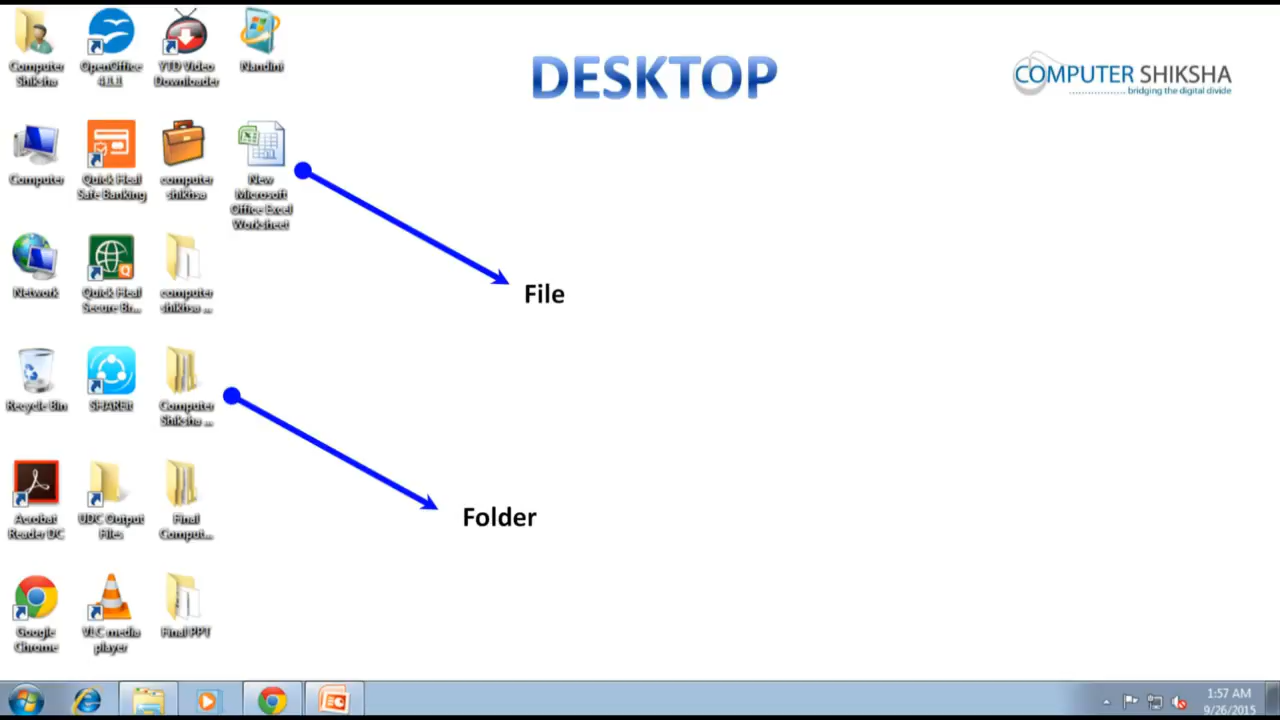 DESKTOP
COMPUTER SHIKSHA
bridging the digital divide
Computer
Shiksha
OpenOffice
4.1.1
YTD Video
Downloader
Nandini
Computer
Quick Heal
Safe Banking
computer
shikhsa
New
Microsoft
Office Excel
Worksheet
File
Network
Quick Heal
Secure Br...
computer
shikhsa ...
Recycle Bin
SHAREit
Computer
Shiksha ...
Folder
Acrobat
Reader DC
UDC Output
Files
Final
Comput...
Google
Chrome
VLC media
player
Final PPT
1:57 AM
9/26/2015